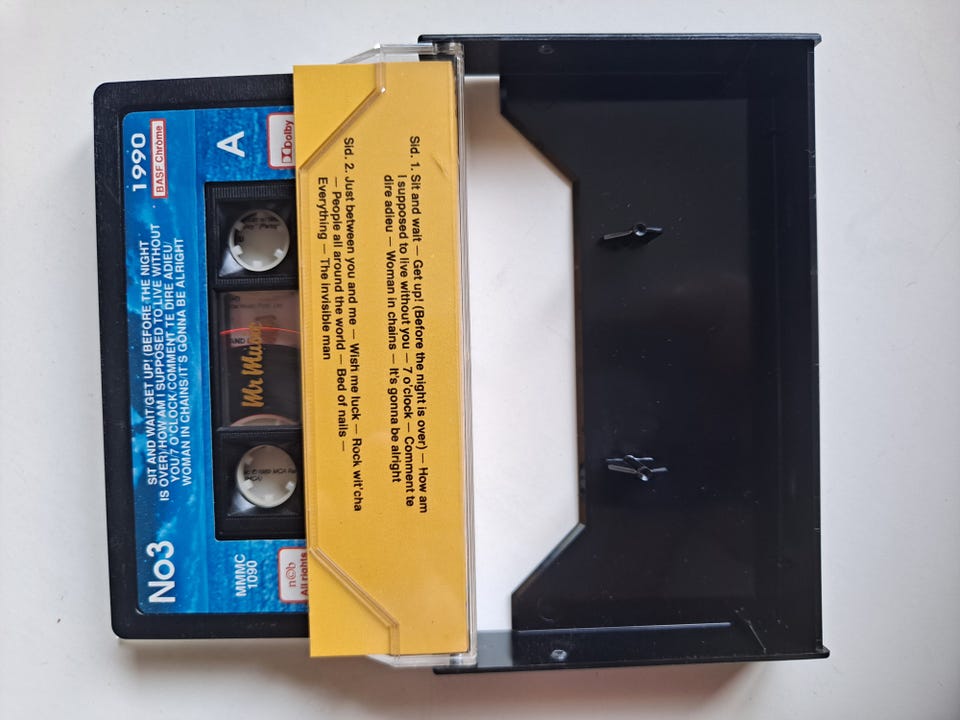 1990
BASF Chrome
SIT AND WAIT/GET UP! (BEFORE THE NIGHT
IS OVER)/HOW AM I SUPPOSED TO LIVE WITHOUT
YOU/7 O'CLOCK/COMMENT TE DIRE ADIEU/
WOMAN IN CHAINS/IT'S GONNA BE ALRIGHT
No3
A
Dolby
Mr Music
AND
MMMC
1090
n©b
All rights
Sid. 1. Sit and wait — Get up! (Before the night is over) — How am
I supposed to live without you — 7 o'clock — Comment te
dire adieu — Woman in chains — It's gonna be alright
Sid. 2. Just between you and me — Wish me luck — Rock wit'cha
— People all around the world — Bed of nails —
Everything — The invisible man